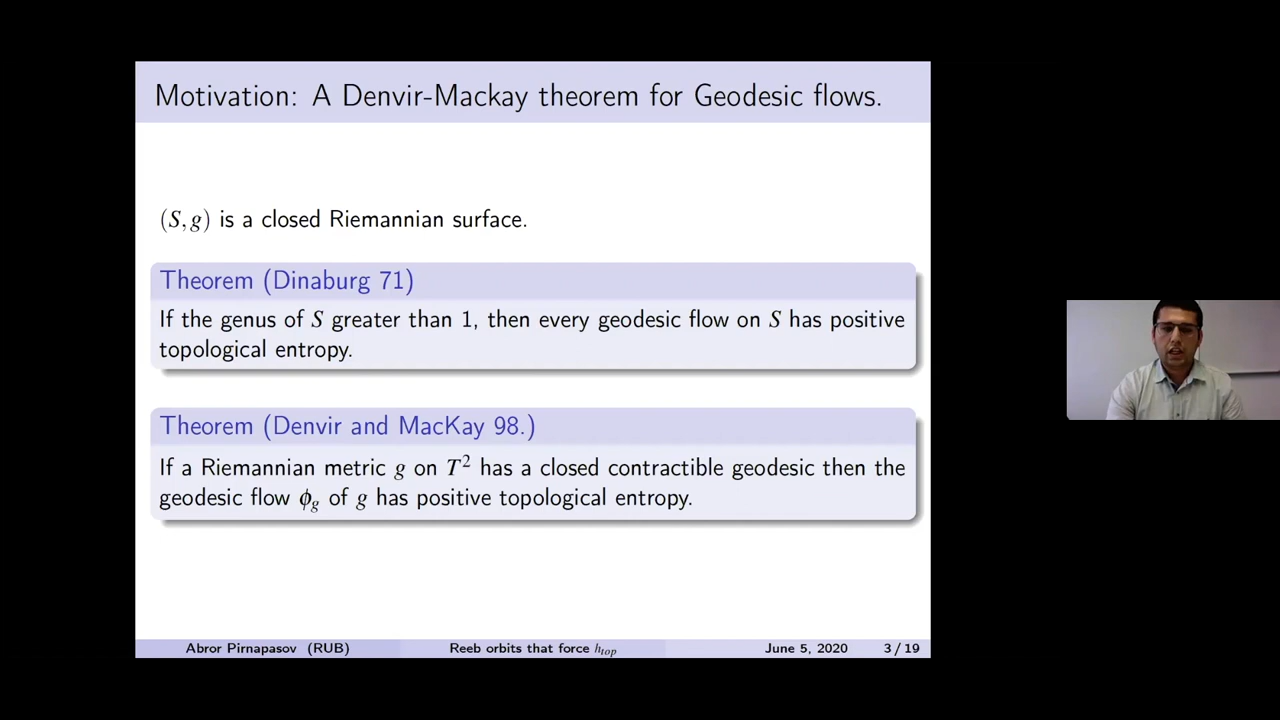 Motivation: A Denvir-Mackay theorem for Geodesic flows.
(S,g) is a closed Riemannian surface.
Theorem (Dinaburg 71)
If the genus of S greater than 1, then every geodesic flow on S has positive
topological entropy.
Theorem (Denvir and MacKay 98.)
If a Riemannian metric g on T² has a closed contractible geodesic then the
geodesic flow ϕ_g of g has positive topological entropy.
Abror Pirnapasov (RUB) Reeb orbits that force h_top June 5, 2020 3 / 19